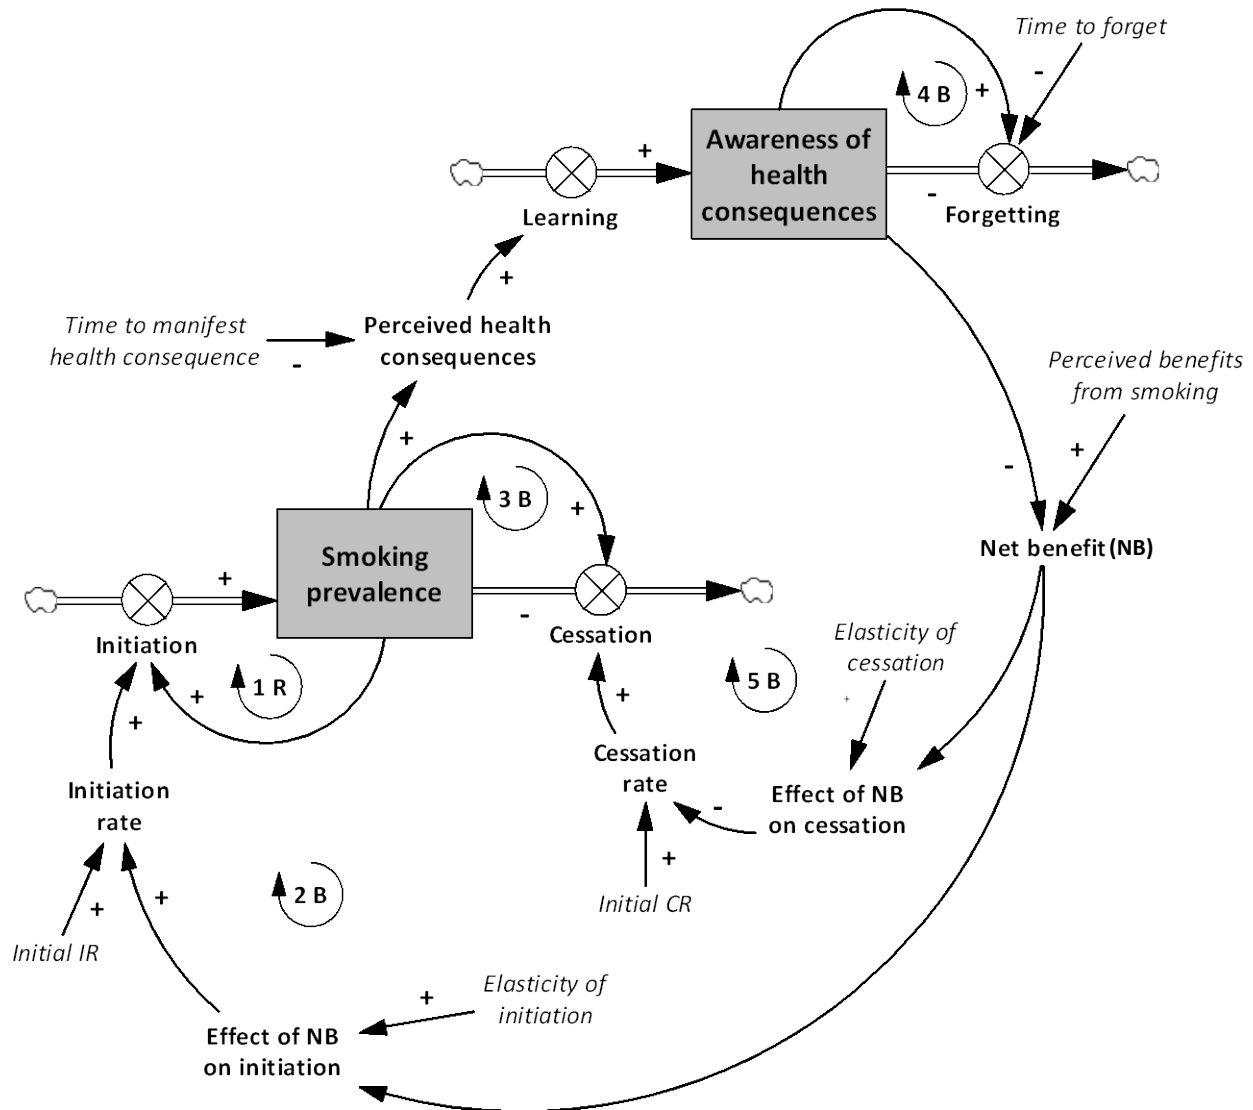 Time to forget
-
4 B
+
+
Awareness of
health
consequences
-
Learning
Forgetting
+
Time to manifest
health consequence
-
Perceived health
consequences
Perceived benefits
from smoking
+
+
-
3 B
+
Smoking
prevalence
Net benefit(NB)
+
-
Initiation
Cessation
Elasticity of
cessation
1 R
+
5 B
+
+
+
Cessation
rate
Initiation
rate
Effect of NB
on cessation
-
+
2 B
+
+
Initial CR
Initial IR
Elasticity of
initiation
+
Effect of NB
on initiation